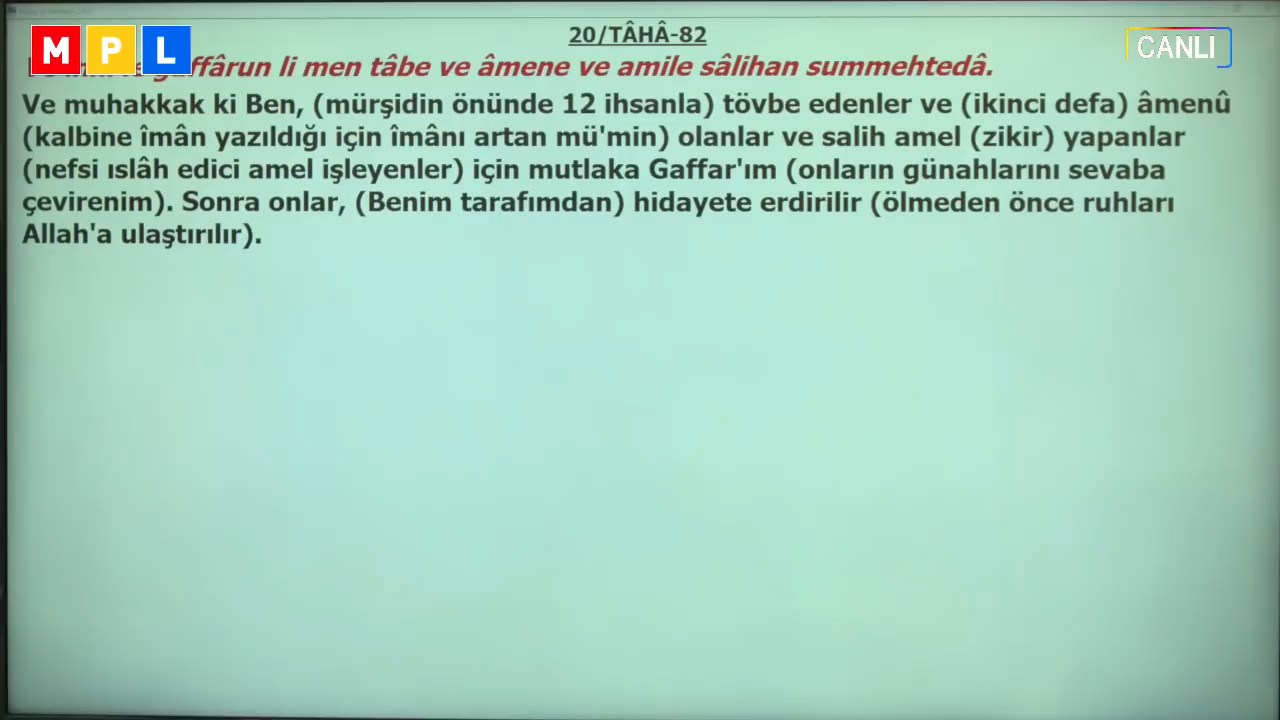 20/TÂHÂ-82
M P L
CANLI
li men tâbe ve âmene ve amile sâlihan summehtedâ.
Ve muhakkak ki Ben, (mürşidin önünde 12 ihsanla) tövbe edenler ve (ikinci defa) âmenû
(kalbine îmân yazıldığı için îmânı artan mü'min) olanlar ve salih amel (zikir) yapanlar
(nefsi ıslâh edici amel işleyenler) için mutlaka Gaffar'ım (onların günahlarını sevaba
çevirenim). Sonra onlar, (Benim tarafımdan) hidayete erdirilir (ölmeden önce ruhları
Allah'a ulaştırılır).